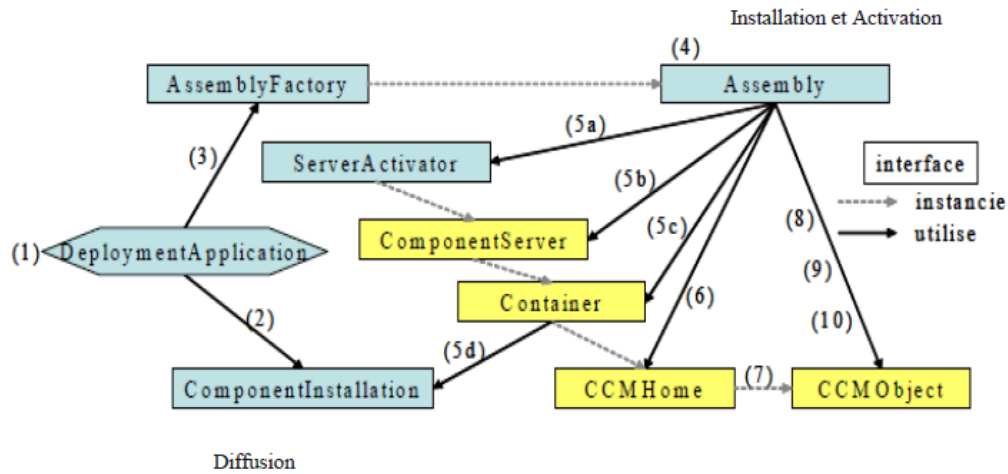 Installation et Activation
(4)
AssemblyFactory
Assembly
(5a)
(3)
ServerActivator
interface
(5b)
instancie
(5c)
(8)
utilise
ComponentServer
(1)
DeploymentApplication
(9)
Container
(6)
(2)
(10)
(5d)
(7)
ComponentInstallation
CCMHome
CCMObject
Diffusion